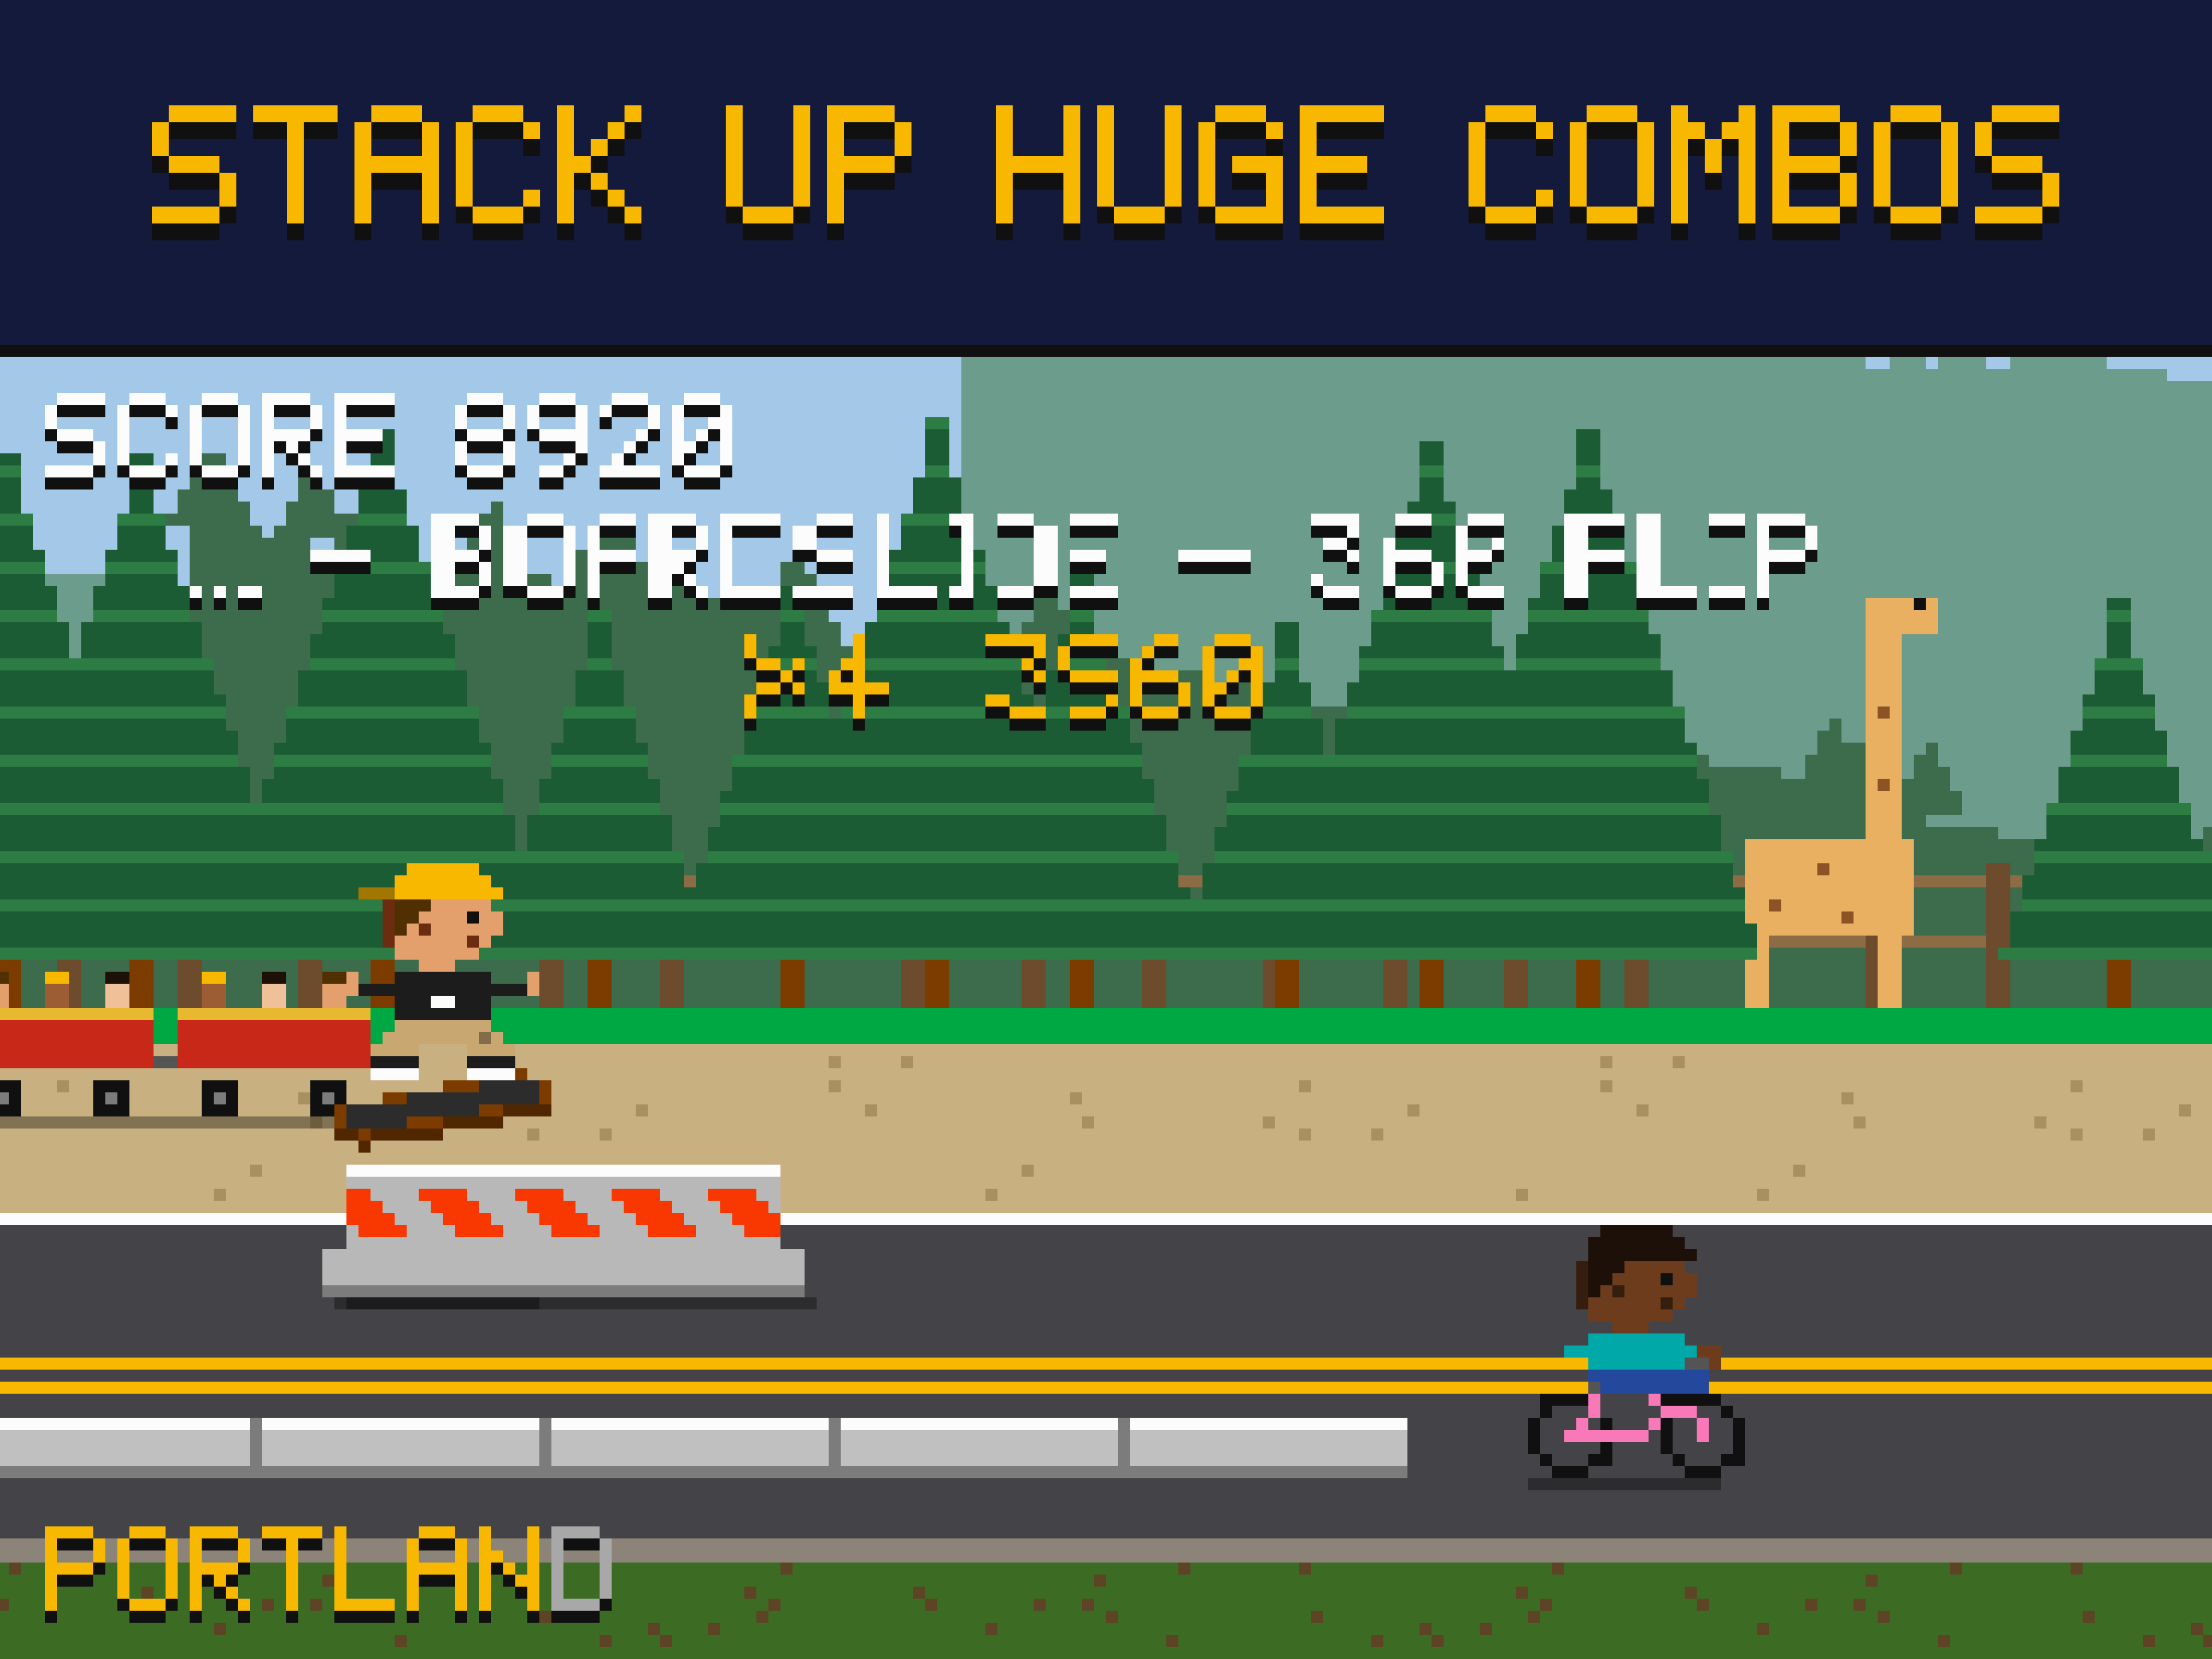 STACK UP HUGE COMBOS
SCORE 8920
... - BOARDSLIDE - 360 FLIP
x4 3560
PORTLAND